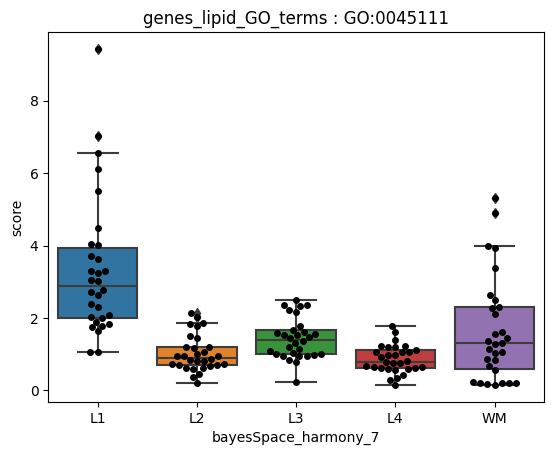 genes_lipid_GO_terms : GO:0045111
score
8
6
4
2
0
L1 L2 L3 L4 WM
bayesSpace_harmony_7